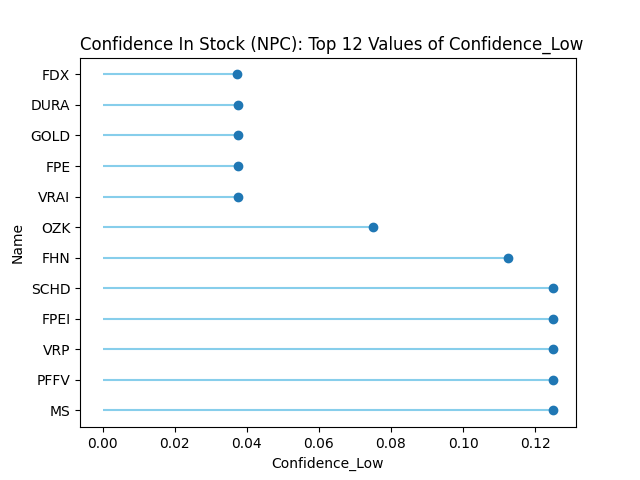 Confidence In Stock (NPC): Top 12 Values of Confidence_Low
FDX
DURA
GOLD
FPE
VRAI
OZK
FHN
SCHD
FPEI
VRP
PFFV
MS
Name
0.00 0.02 0.04 0.06 0.08 0.10 0.12
Confidence_Low